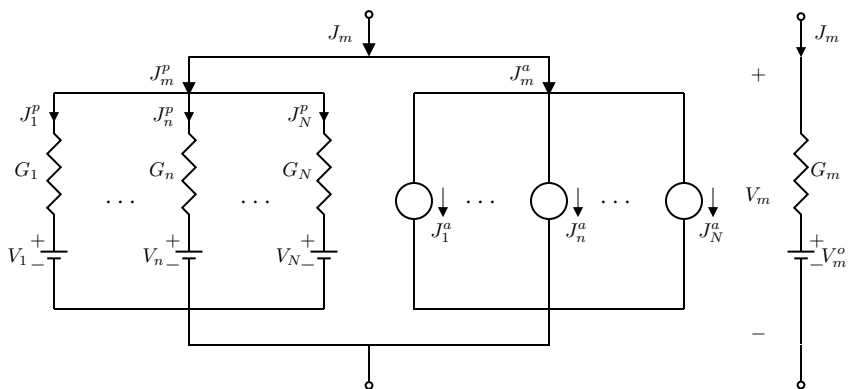 J_m
J_m
+
J_m^p
J_m^a
J_1^p
J_n^p
J_N^p
G_1
G_n
G_N
G_m
. . .
. . .
. . .
. . .
V_m
J_1^a
J_n^a
J_N^a
+
+
+
+
V_1 −
V_n −
V_N −
− V_m^o
−